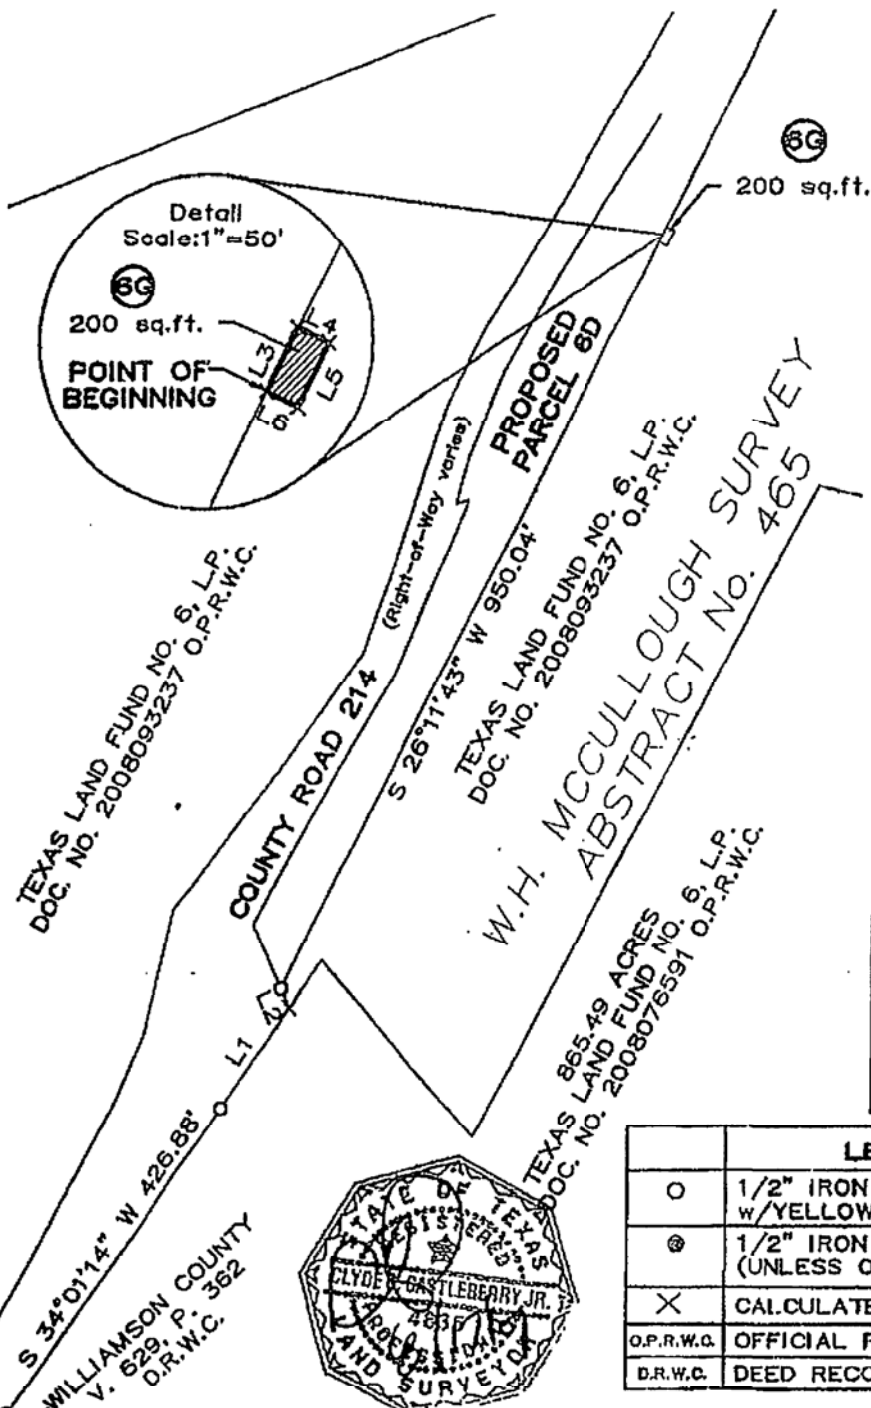 6G
200 sq.ft.
Detail
Scale:1"=50'
6G
200 sq.ft.
POINT OF
BEGINNING
L3
L4
L5
L6
PROPOSED
PARCEL 6D
(Right-of-Way varies)
COUNTY ROAD 214
S 26°11'43" W 950.04'
TEXAS LAND FUND NO. 6, L.P.
DOC. NO. 2008093237 O.P.R.W.C.
W.H. MCCULLOUGH SURVEY
ABSTRACT No. 465
TEXAS LAND FUND NO. 6, L.P.
DOC. NO. 2008093237 O.P.R.W.C.
865.49 ACRES
TEXAS LAND FUND NO. 6, L.P.
DOC. NO. 2008076591 O.P.R.W.C.
L2
L1
S 34°01'14" W 426.88'
WILLIAMSON COUNTY
V. 629, P. 362
D.R.W.C.
STATE OF TEXAS
REGISTERED
CLYDE C. CASTLEBERRY JR.
4835
PROFESSIONAL
LAND SURVEYOR
LE
1/2" IRON
W/YELLOW
1/2" IRON
(UNLESS O
CALCULATE
O.P.R.W.C. OFFICIAL P
D.R.W.C. DEED RECO